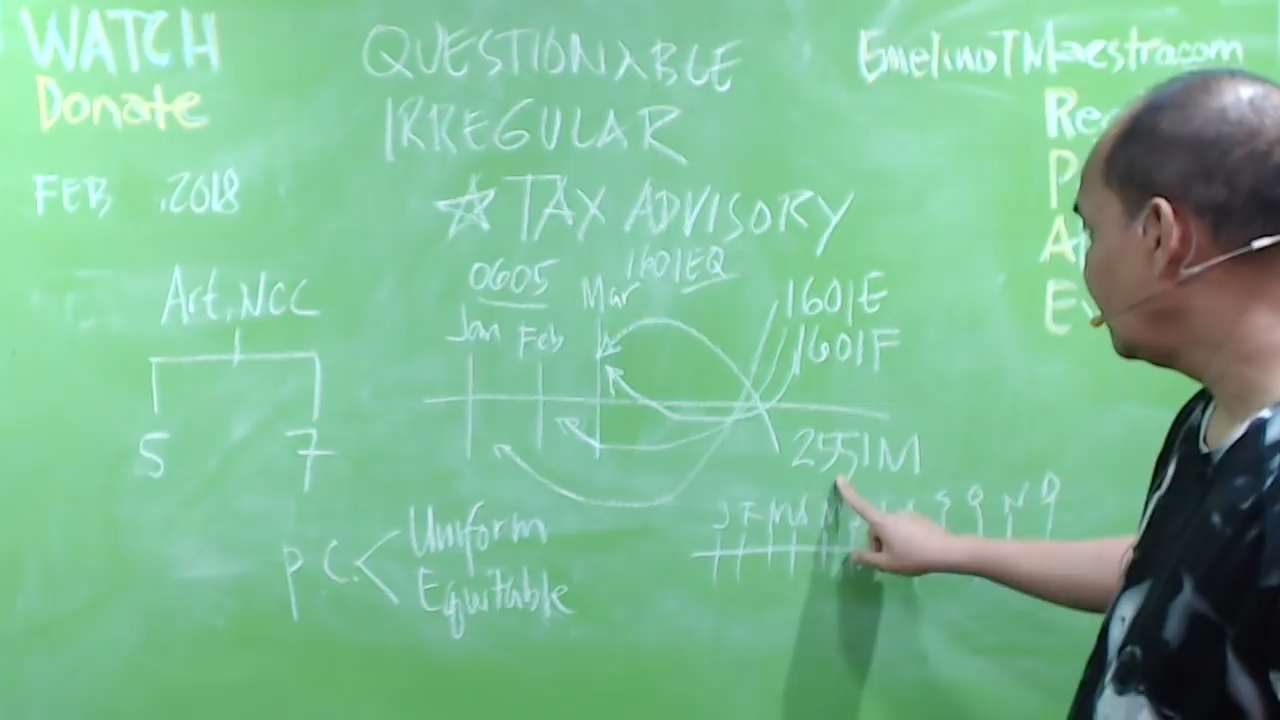 WATCH
Donate
FEB .2018
QUESTIONABLE
IRREGULAR
☆ TAX ADVISORY
EmelinoTMaestra.com
0605
1601EQ
Jan Feb Mar
1601E
1601F
2551M
J F M A
S O N D
Art. NCC
5 7
P C. < Uniform
Equitable